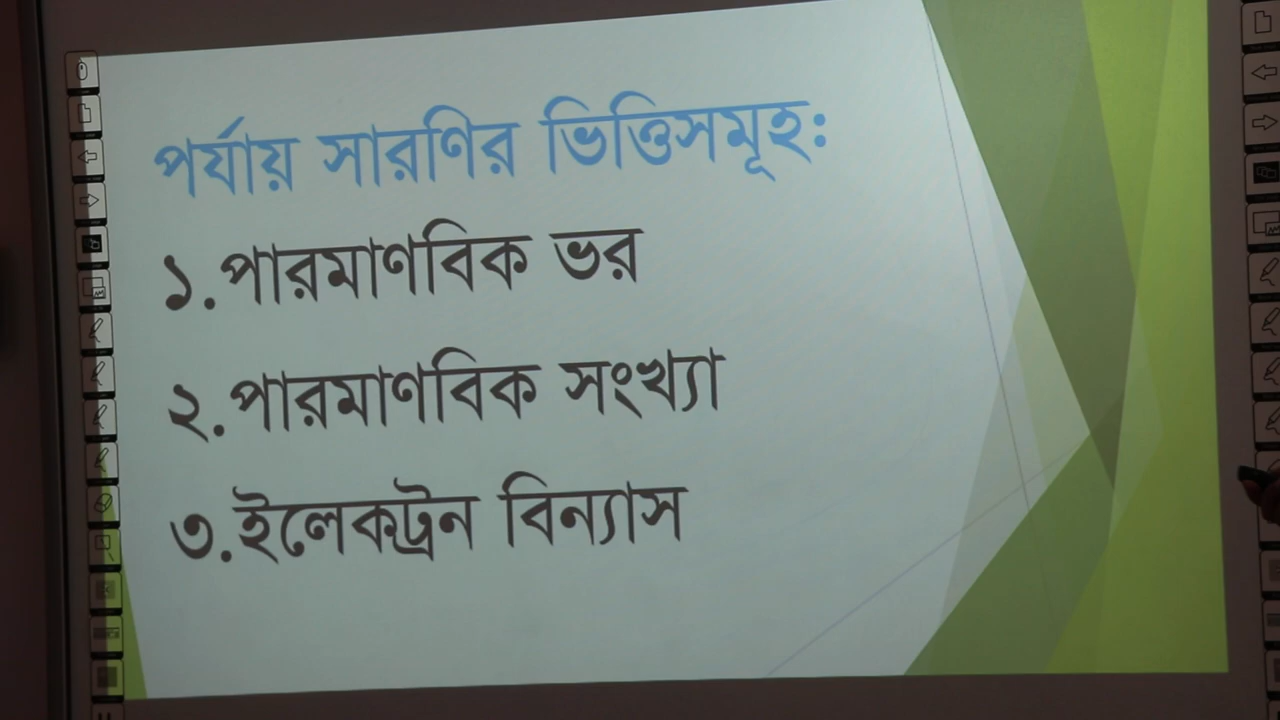 পর্যায় সারণির ভিত্তিসমূহঃ
১.পারমাণবিক ভর
২.পারমাণবিক সংখ্যা
৩.ইলেকট্রন বিন্যাস